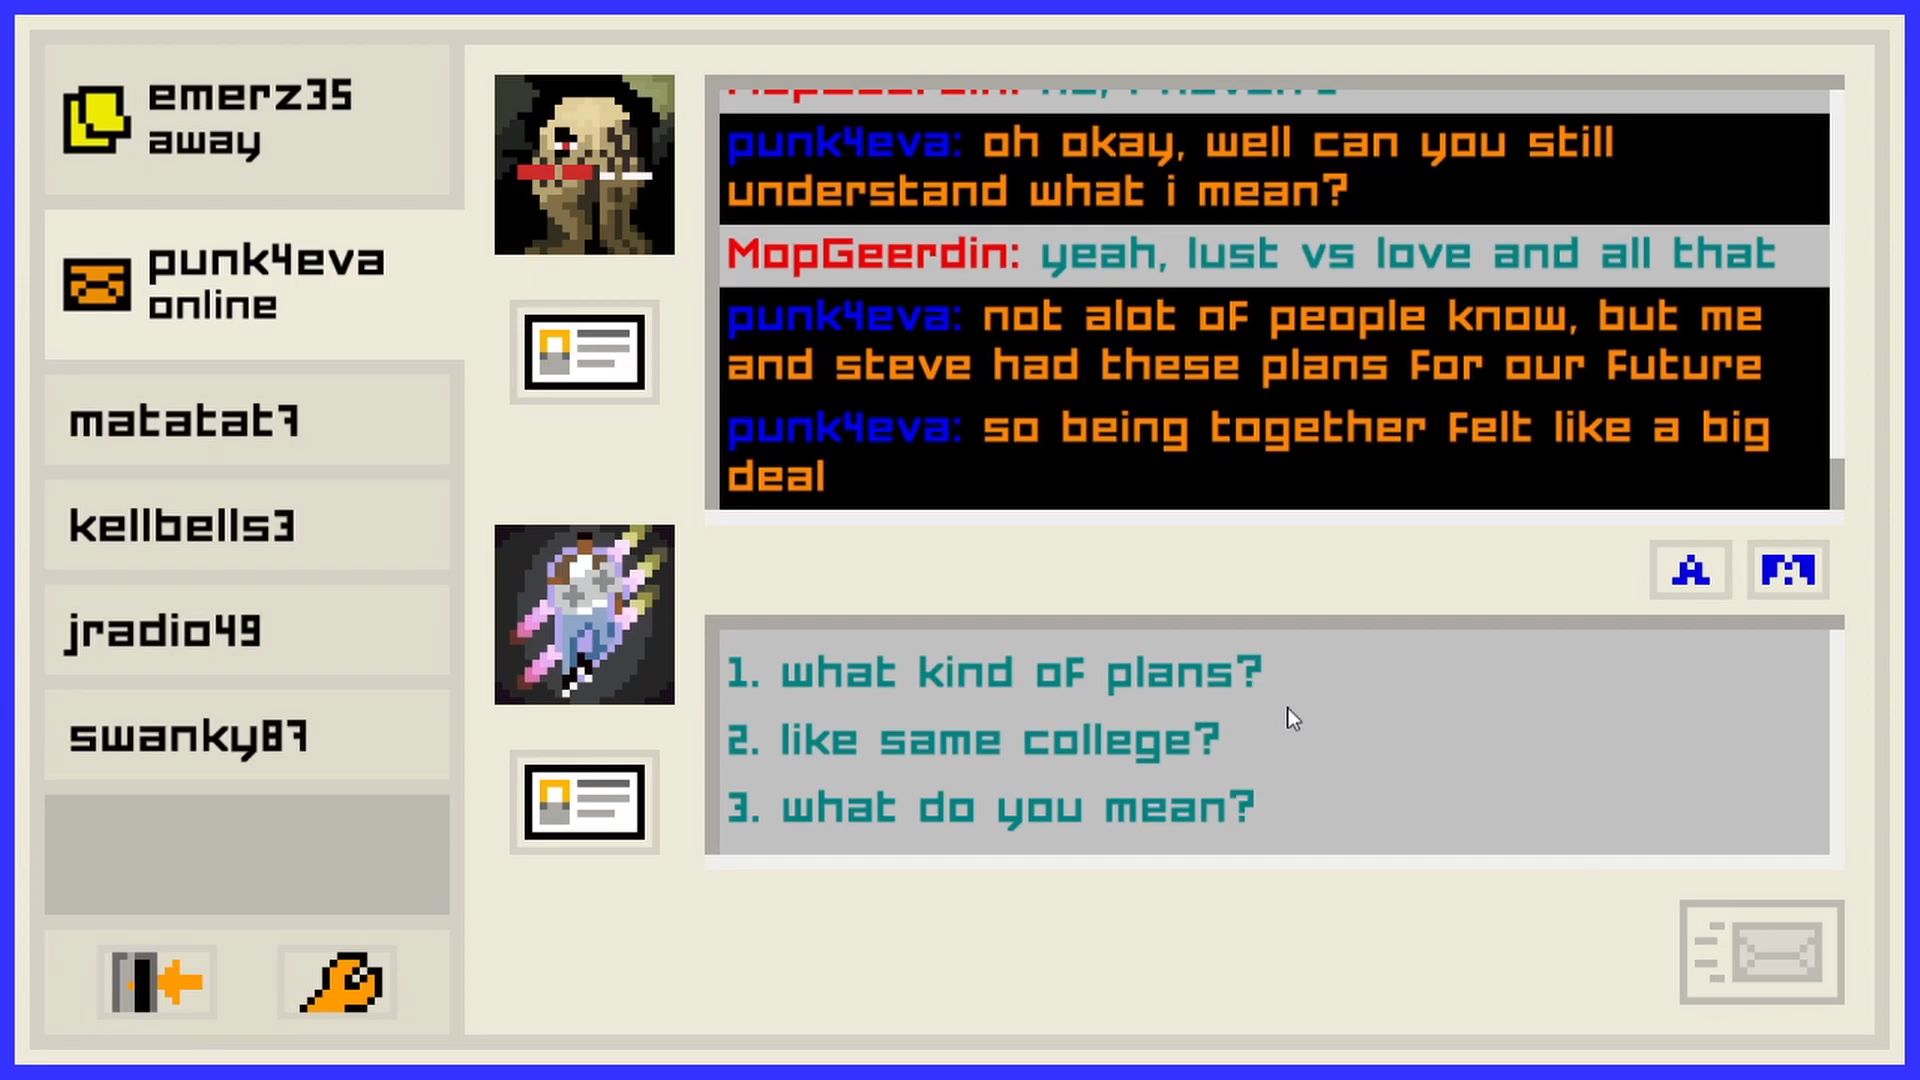 emerz35
away
punk4eva
online
matatat7
kellbells3
jradio49
swanky87
punk4eva: oh okay, well can you still
understand what i mean?
MopGeerdin: yeah, lust vs love and all that
punk4eva: not alot of people know, but me
and steve had these plans for our future
punk4eva: so being together felt like a big
deal
A
1. what kind of plans?
2. like same college?
3. what do you mean?